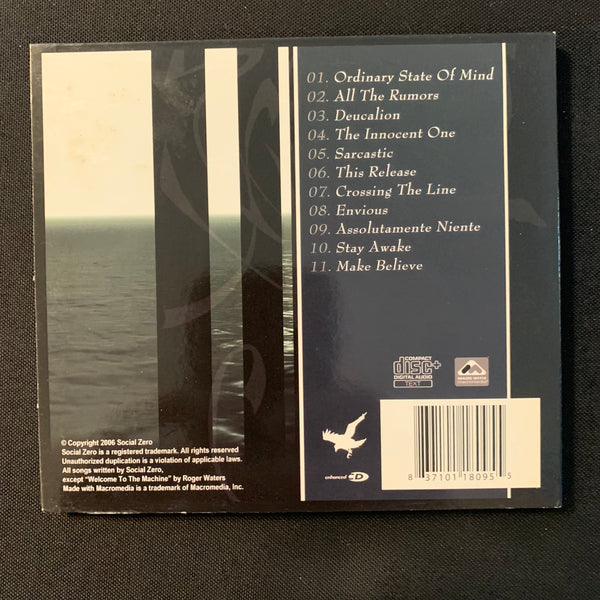 01. Ordinary State Of Mind
02. All The Rumors
03. Deucalion
04. The Innocent One
05. Sarcastic
06. This Release
07. Crossing The Line
08. Envious
09. Assolutamente Niente
10. Stay Awake
11. Make Believe
COMPACT
disc+
DIGITAL AUDIO
TEXT
© Copyright 2006 Social Zero
Social Zero is a registered trademark. All rights reserved
Unauthorized duplication is a violation of applicable laws.
All songs written by Social Zero,
except "Welcome To The Machine" by Roger Waters
Made with Macromedia is a trademark of Macromedia, Inc.
enhanced CD
8 37101 18095 5